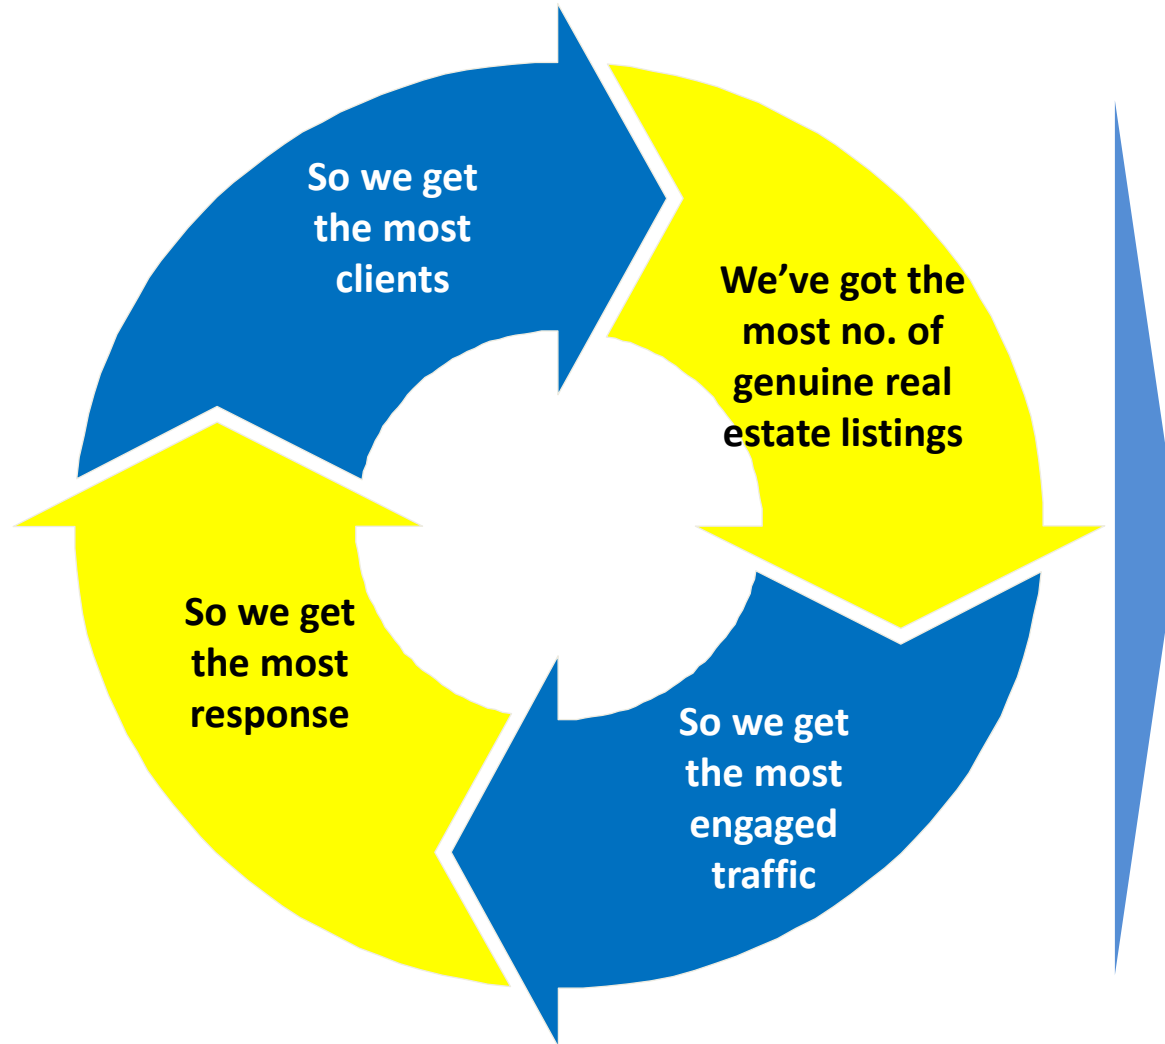 So we get
the most
clients
We’ve got the
most no. of
genuine real
estate listings
So we get
the most
response
So we get
the most
engaged
traffic